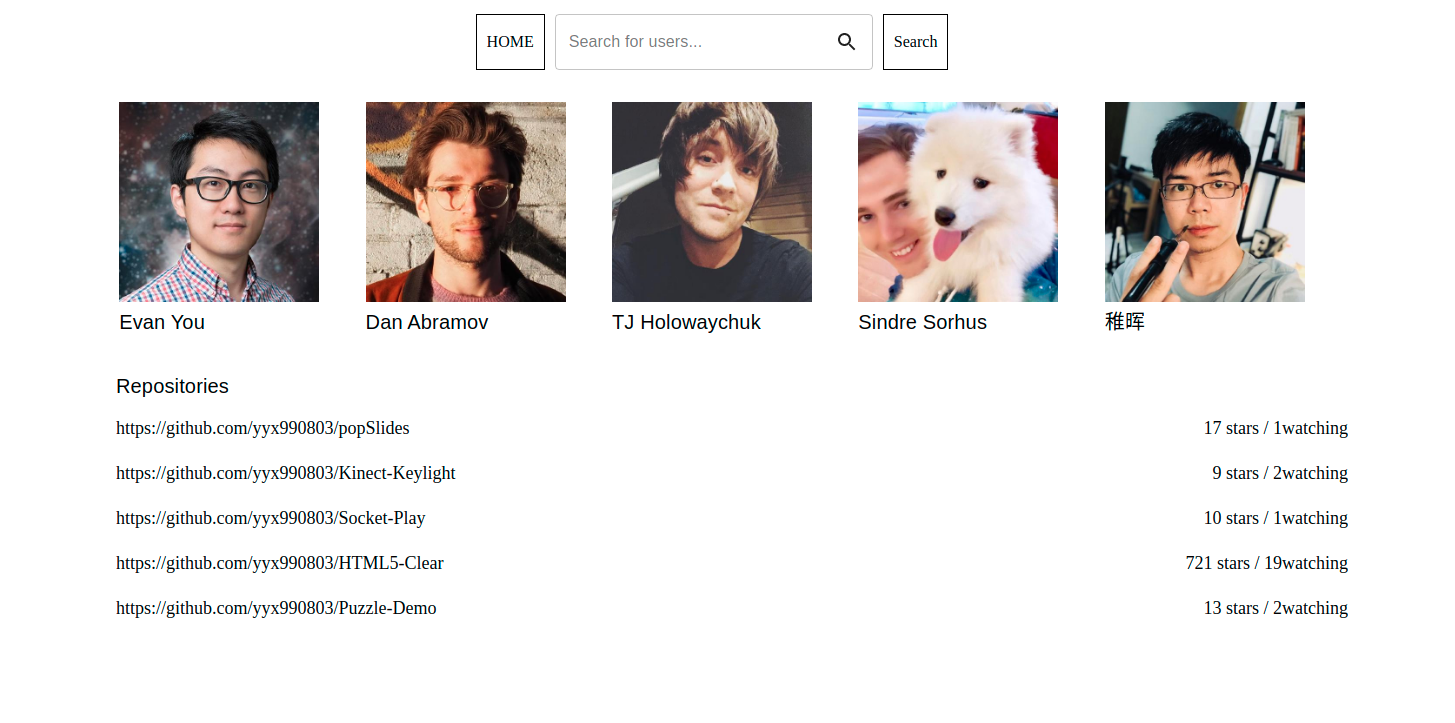 HOME Search for users... Search
Evan You Dan Abramov TJ Holowaychuk Sindre Sorhus 稚晖
Repositories
https://github.com/yyx990803/popSlides 17 stars / 1watching
https://github.com/yyx990803/Kinect-Keylight 9 stars / 2watching
https://github.com/yyx990803/Socket-Play 10 stars / 1watching
https://github.com/yyx990803/HTML5-Clear 721 stars / 19watching
https://github.com/yyx990803/Puzzle-Demo 13 stars / 2watching